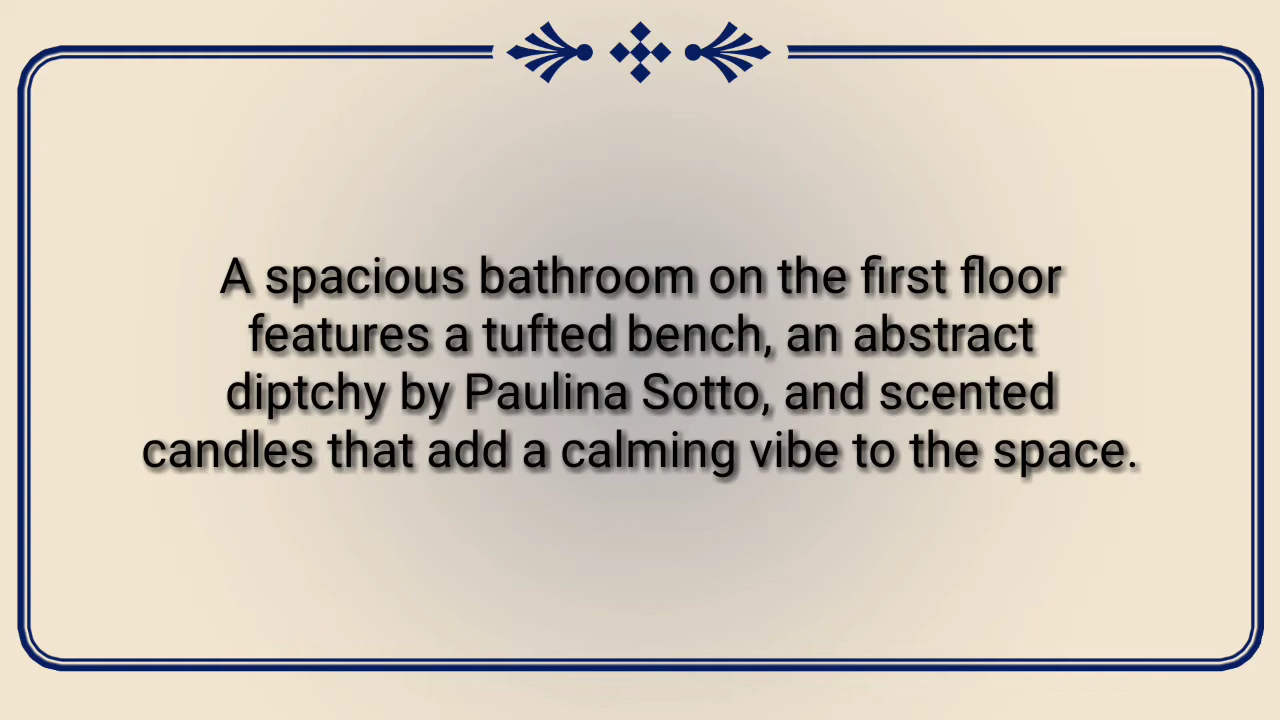 A spacious bathroom on the first floor
features a tufted bench, an abstract
diptchy by Paulina Sotto, and scented
candles that add a calming vibe to the space.